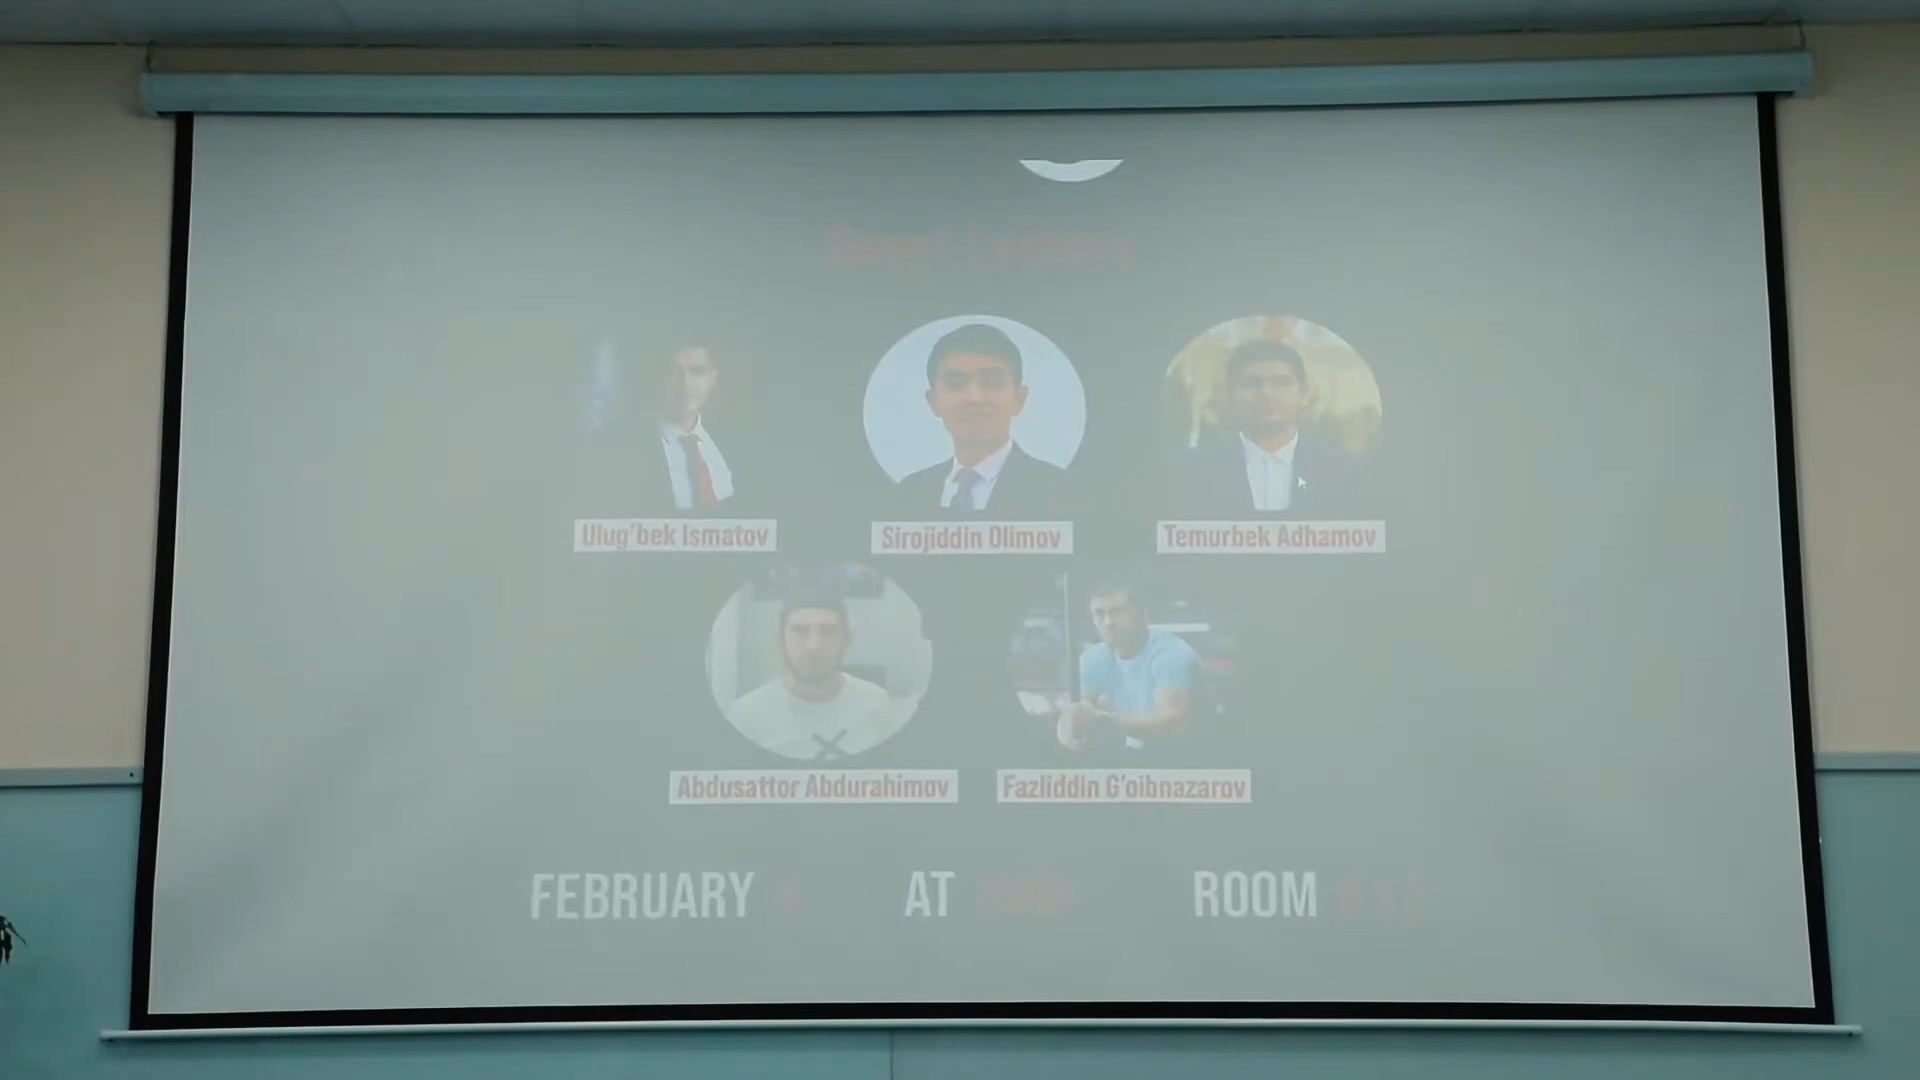 Ulug'bek Ismatov
Sirojiddin Olimov
Temurbek Adhamov
Abdusattor Abdurahimov
Fazliddin G'oibnazarov
FEBRUARY AT ROOM